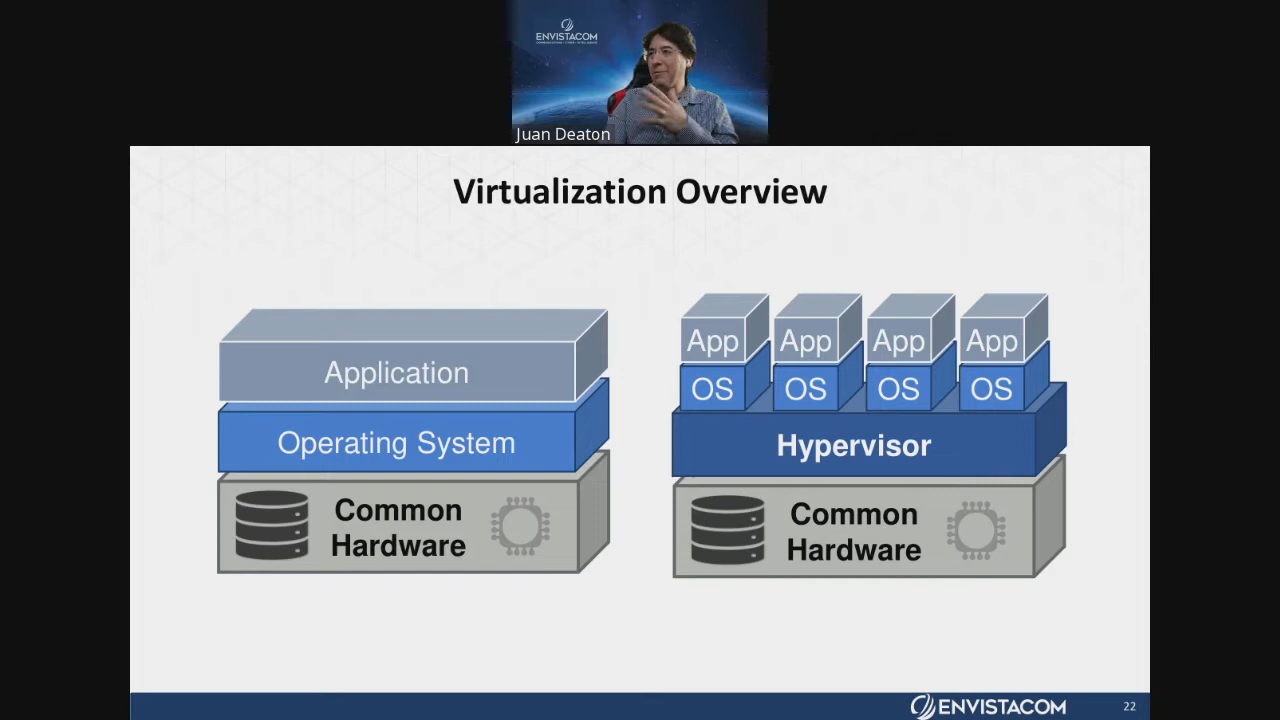 ENVISTACOM
Juan Deaton
Virtualization Overview
Application
Operating System
Common
Hardware
App App App App
OS OS OS OS
Hypervisor
Common
Hardware
ENVISTACOM
22